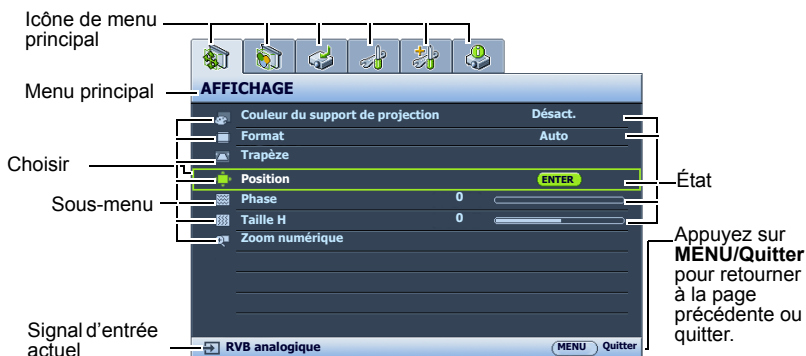 Icône de menu
principal
Menu principal
AFFICHAGE
Couleur du support de projection Désact.
Format Auto
Trapèze
Choisir
Position ENTER
État
Sous-menu
Phase 0
Taille H 0
Zoom numérique
Appuyez sur
MENU/Quitter
pour retourner
à la page
précédente ou
quitter.
Signal d'entrée
actuel
RVB analogique MENU Quitter